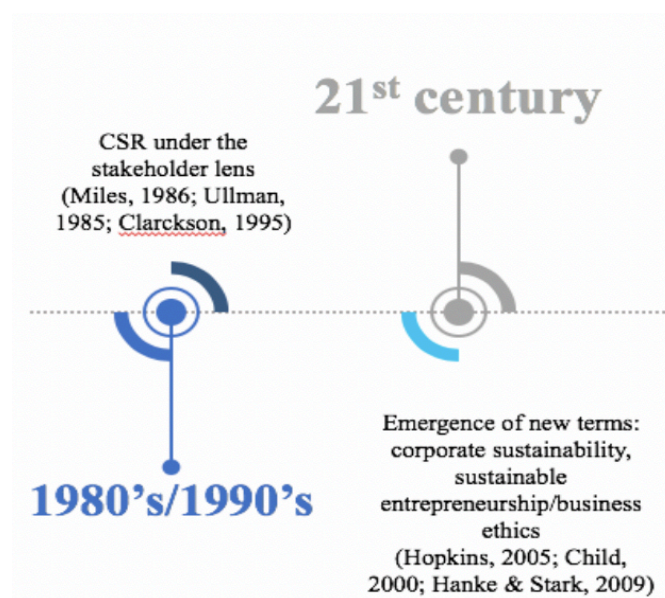 21st century
CSR under the
stakeholder lens
(Miles, 1986; Ullman,
1985; Clarckson, 1995)
1980's/1990's
Emergence of new terms:
corporate sustainability,
sustainable
entrepreneurship/business
ethics
(Hopkins, 2005; Child,
2000; Hanke & Stark, 2009)